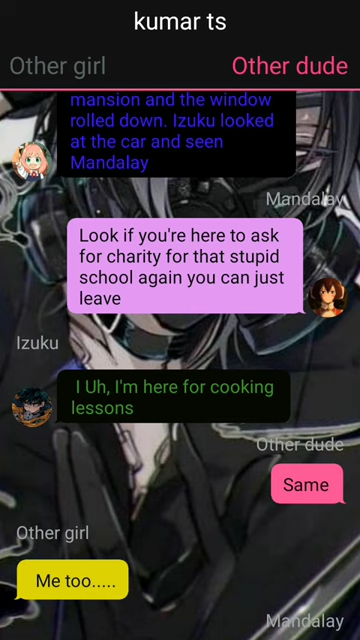 kumar ts
Other girl
Other dude
mansion and the window
rolled down. Izuku looked
at the car and seen
Mandalay
Mandalay
Look if you're here to ask
for charity for that stupid
school again you can just
leave
Izuku
I Uh, I'm here for cooking
lessons
Other dude
Same
Other girl
Me too.....
Mandalay